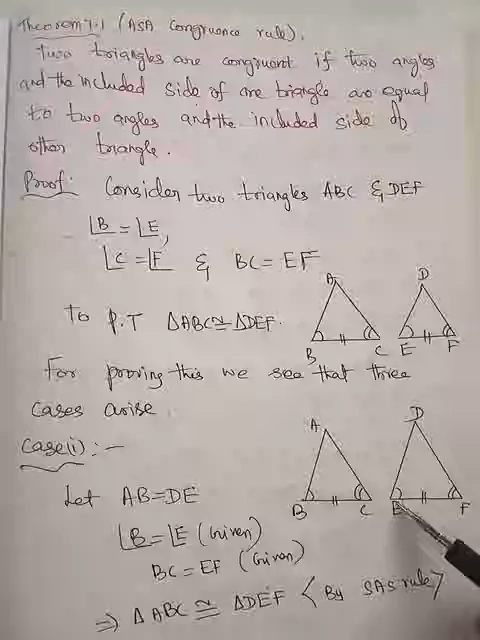 Theorem 7.1 (ASA Congruence rule).
Two triangles are congruent if two angles
and the included side of one triangle are equal
to two angles and the included side of
other triangle.
Proof: Consider two triangles ABC & DEF
∠B = ∠E,
∠C = ∠F & BC = EF
To P.T ΔABC ≅ ΔDEF.
A
D
B C E F
For proving this we see that three
cases arise.
Case(i) :-
A
D
B C E F
Let AB = DE
∠B = ∠E (Given)
BC = EF (Given)
⇒ ΔABC ≅ ΔDEF < By SAS rule>